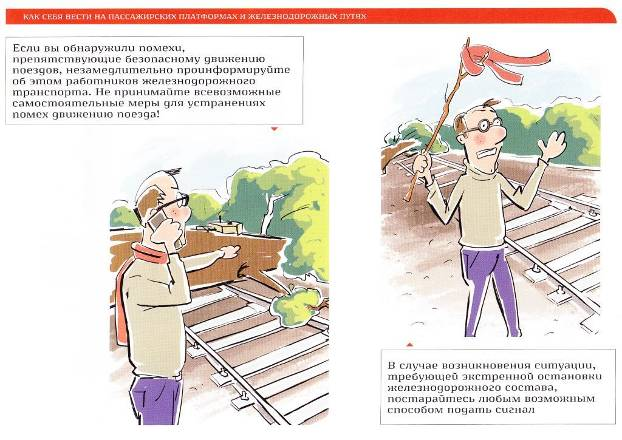 КАК СЕБЯ ВЕСТИ НА ПАССАЖИРСКИХ ПЛАТФОРМАХ И ЖЕЛЕЗНОДОРОЖНЫХ ПУТЯХ
Если вы обнаружили помехи,
препятствующие безопасному движению
поездов, незамедлительно проинформируйте
об этом работников железнодорожного
транспорта. Не принимайте всевозможные
самостоятельные меры для устранениях
помех движению поезда!
В случае возникновения ситуации,
требующей экстренной остановки
железнодорожного состава,
постарайтесь любым возможным
способом подать сигнал